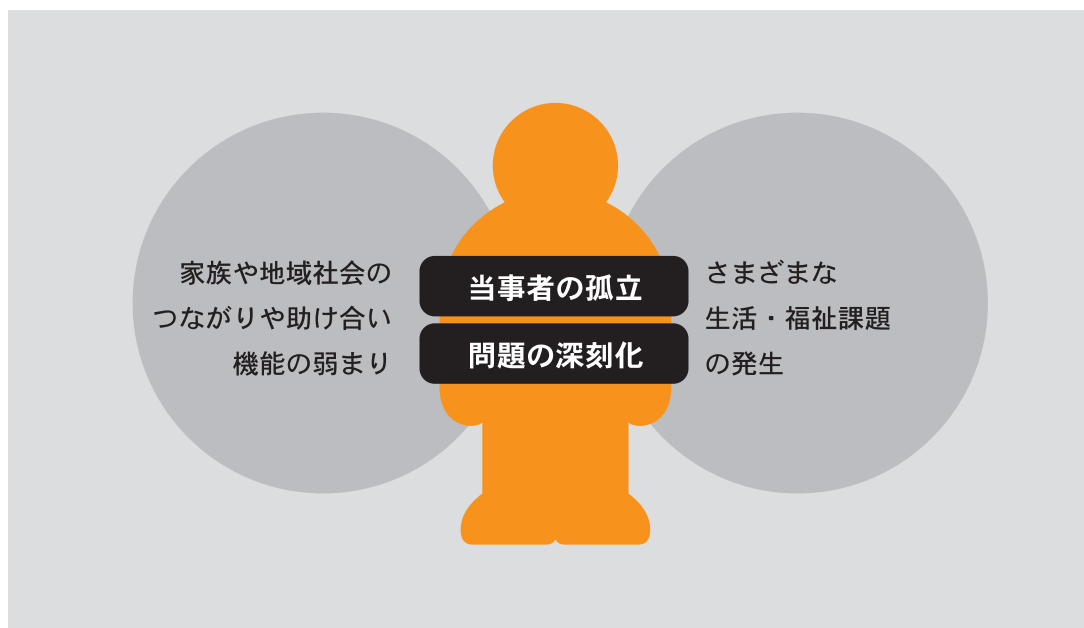 家族や地域社会の
つながりや助け合い
機能の弱まり
当事者の孤立
問題の深刻化
さまざまな
生活・福祉課題
の発生